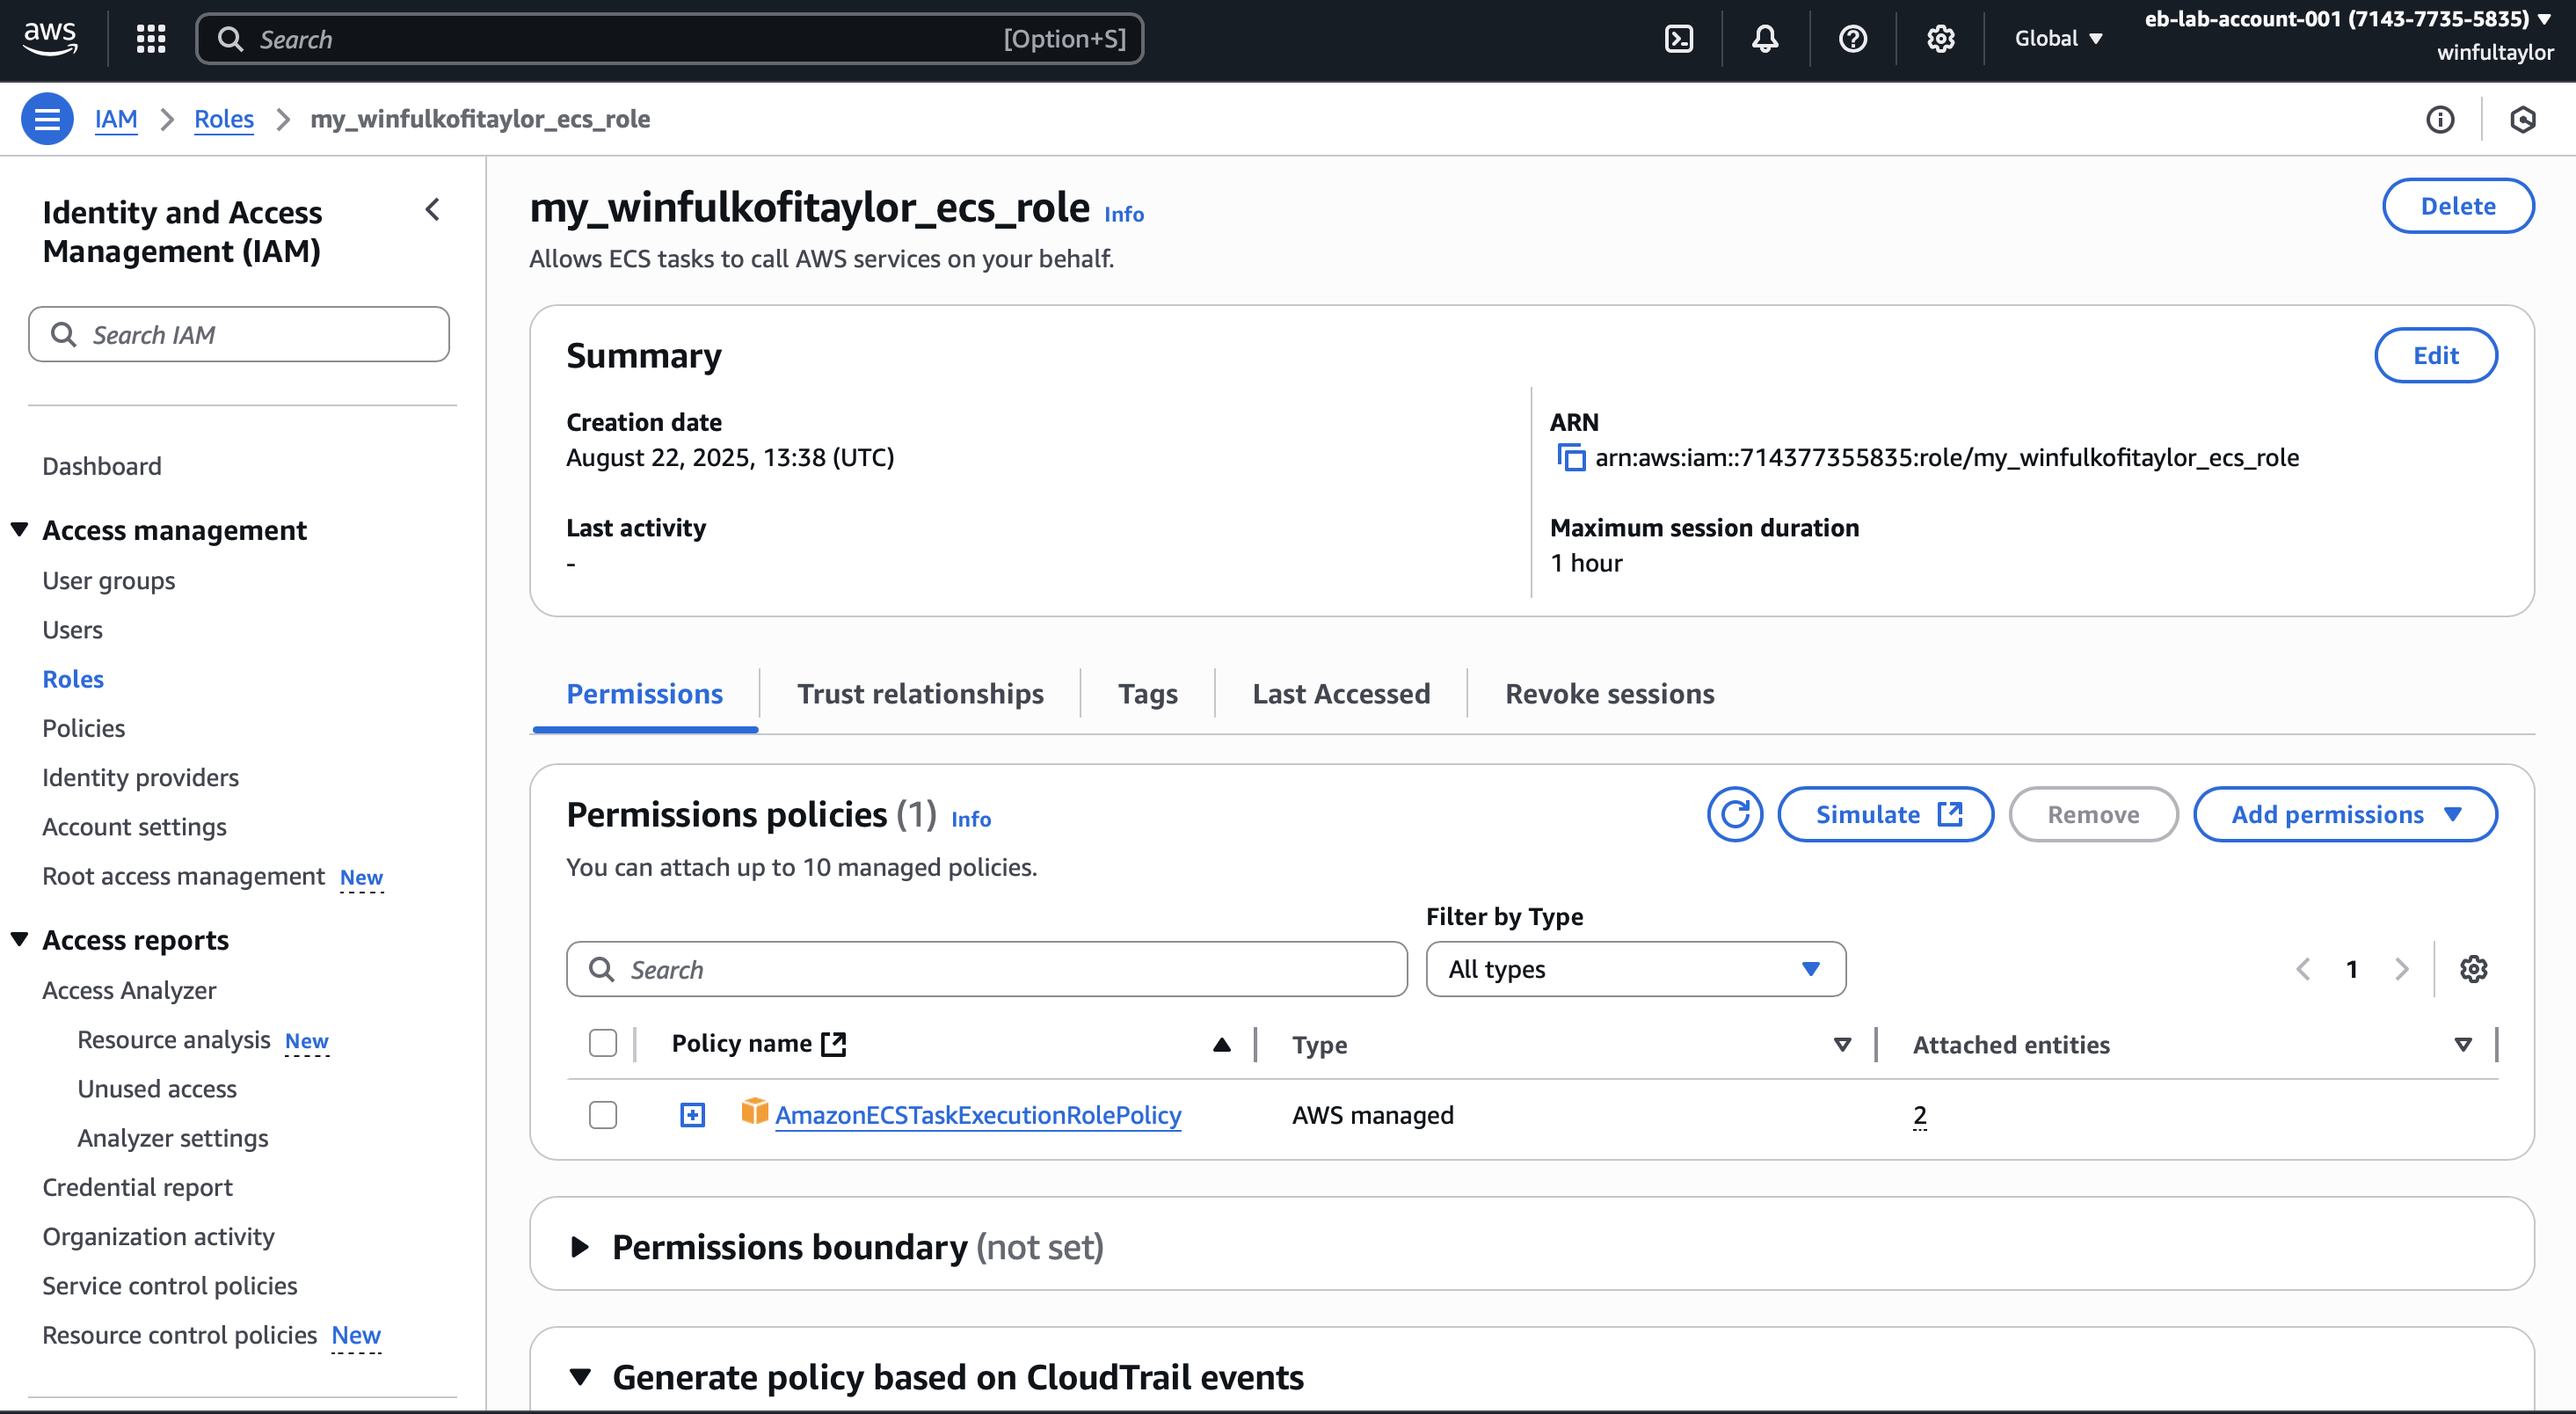 aws
Search
[Option+S]
Global
eb-lab-account-001 (7143-7735-5835)
winfultaylor
IAM
Roles
my_winfulkofitaylor_ecs_role
Identity and Access
Management (IAM)
Search IAM
Dashboard
Access management
User groups
Users
Roles
Policies
Identity providers
Account settings
Root access management New
Access reports
Access Analyzer
Resource analysis New
Unused access
Analyzer settings
Credential report
Organization activity
Service control policies
Resource control policies New
my_winfulkofitaylor_ecs_role Info
Delete
Allows ECS tasks to call AWS services on your behalf.
Summary
Edit
Creation date
August 22, 2025, 13:38 (UTC)
ARN
arn:aws:iam::714377355835:role/my_winfulkofitaylor_ecs_role
Last activity
-
Maximum session duration
1 hour
Permissions
Trust relationships
Tags
Last Accessed
Revoke sessions
Permissions policies (1) Info
Simulate
Remove
Add permissions
You can attach up to 10 managed policies.
Filter by Type
Search
All types
1
Policy name
Type
Attached entities
AmazonECSTaskExecutionRolePolicy
AWS managed
2
Permissions boundary (not set)
Generate policy based on CloudTrail events